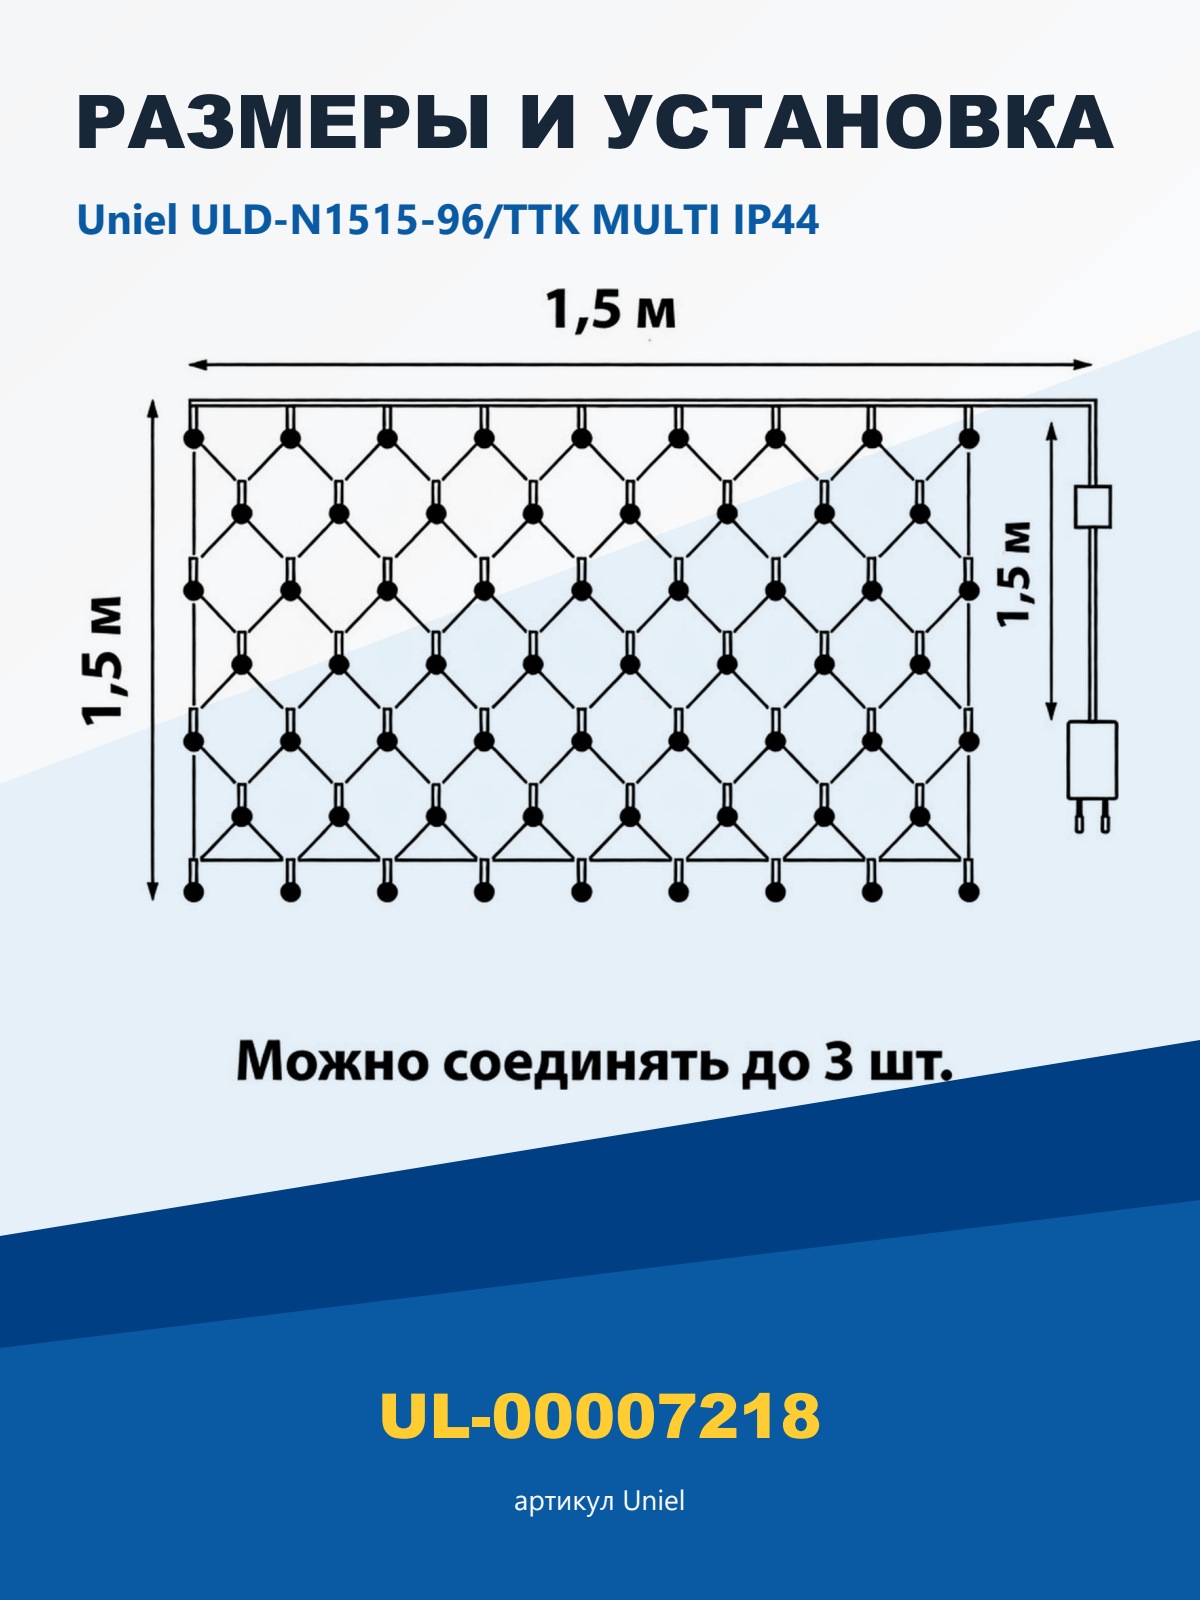 РАЗМЕРЫ И УСТАНОВКА
Uniel ULD-N1515-96/TTK MULTI IP44
1,5 м
1,5 м
1,5 м
Можно соединять до 3 шт.
UL-00007218
артикул Uniel